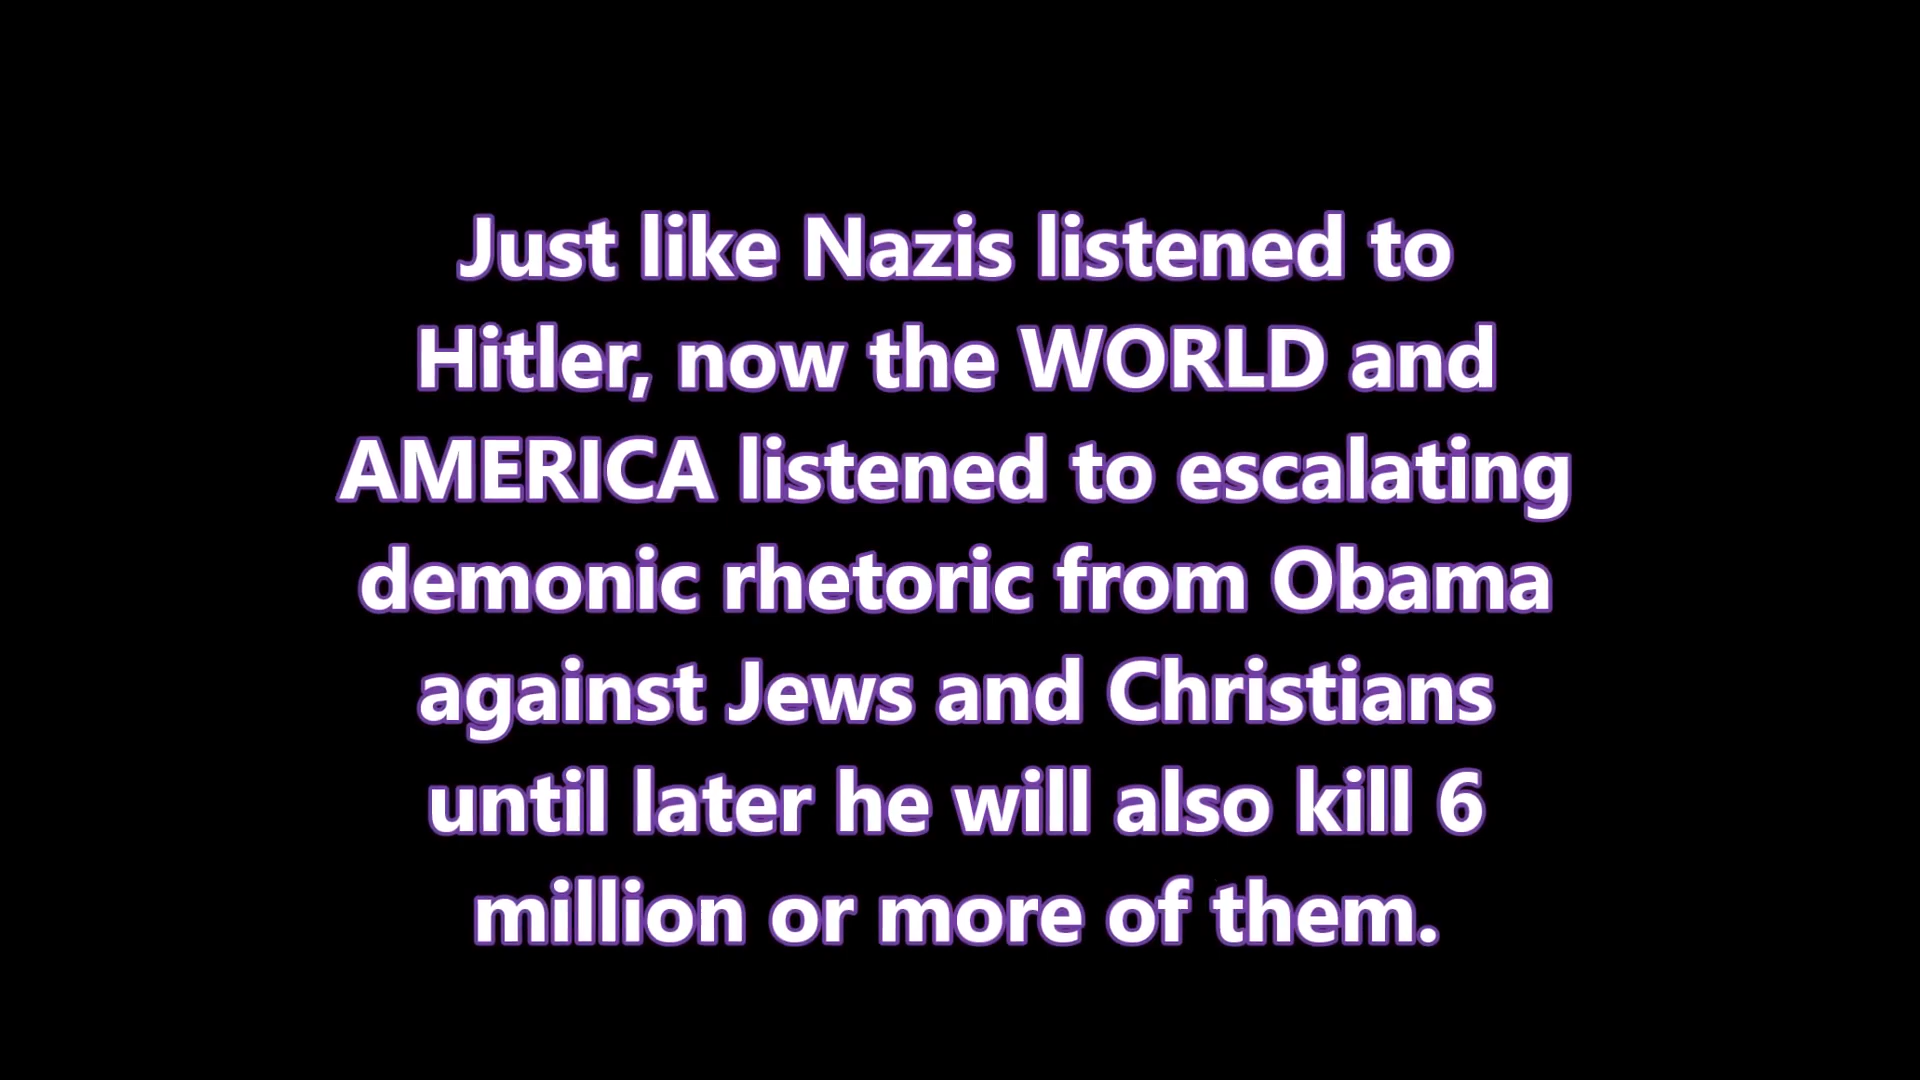 Just like Nazis listened to
Hitler, now the WORLD and
AMERICA listened to escalating
demonic rhetoric from Obama
against Jews and Christians
until later he will also kill 6
million or more of them.